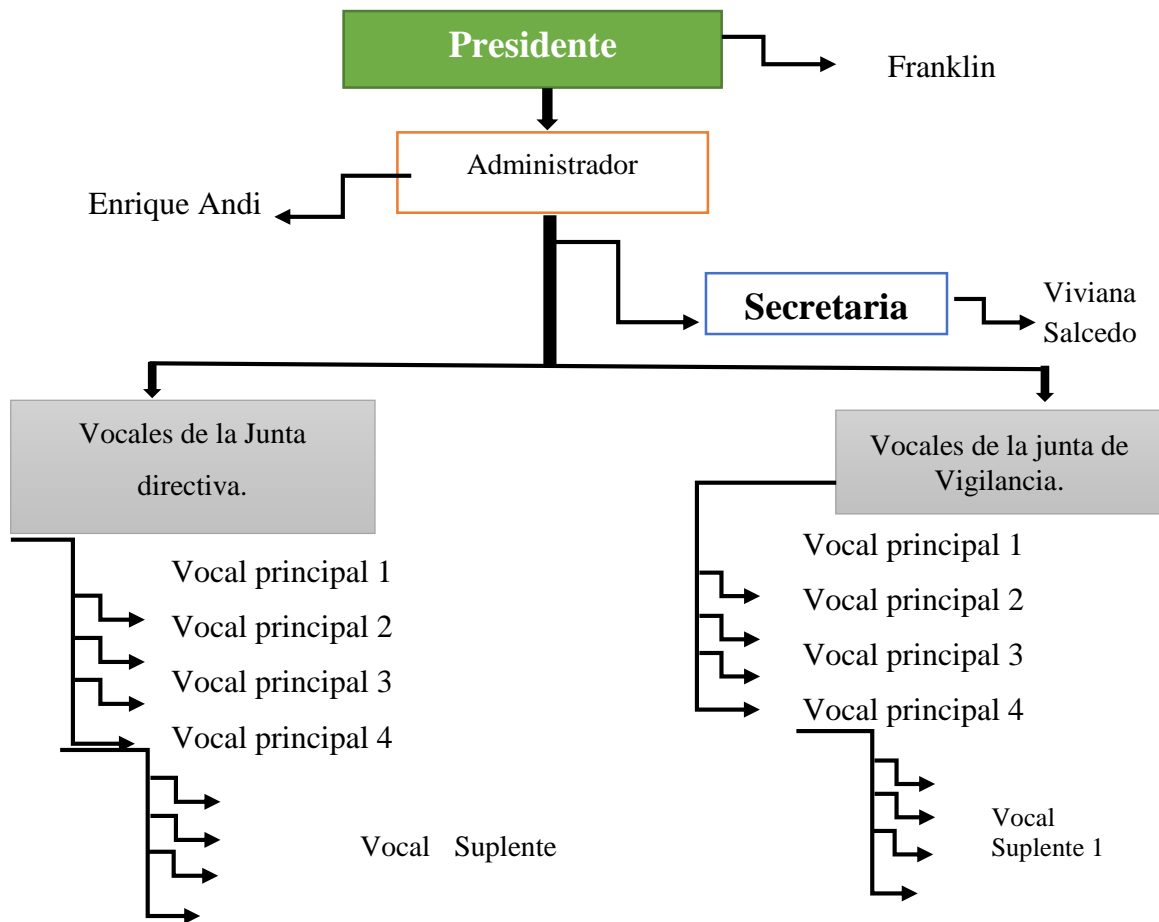 Presidente
Franklin
Administrador
Enrique Andi
Secretaria
Viviana
Salcedo
Vocales de la Junta
directiva.
Vocal principal 1
Vocal principal 2
Vocal principal 3
Vocal principal 4
Vocal Suplente
Vocales de la junta de
Vigilancia.
Vocal principal 1
Vocal principal 2
Vocal principal 3
Vocal principal 4
Vocal
Suplente 1